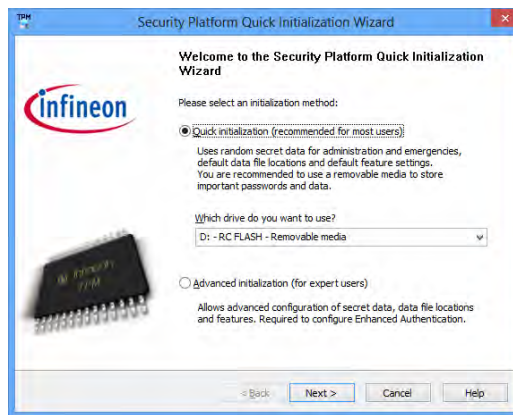 TPM
Security Platform Quick Initialization Wizard
Welcome to the Security Platform Quick Initialization
Wizard
infineon
Please select an initialization method:
Quick initialization (recommended for most users)
Uses random secret data for administration and emergencies,
default data file locations and default feature settings.
You are recommended to use a removable media to store
important passwords and data.
Which drive do you want to use?
D: - RC FLASH - Removable media
infineon
TPM
Advanced initialization (for expert users)
Allows advanced configuration of secret data, data file locations
and features. Required to configure Enhanced Authentication.
< Back
Next >
Cancel
Help